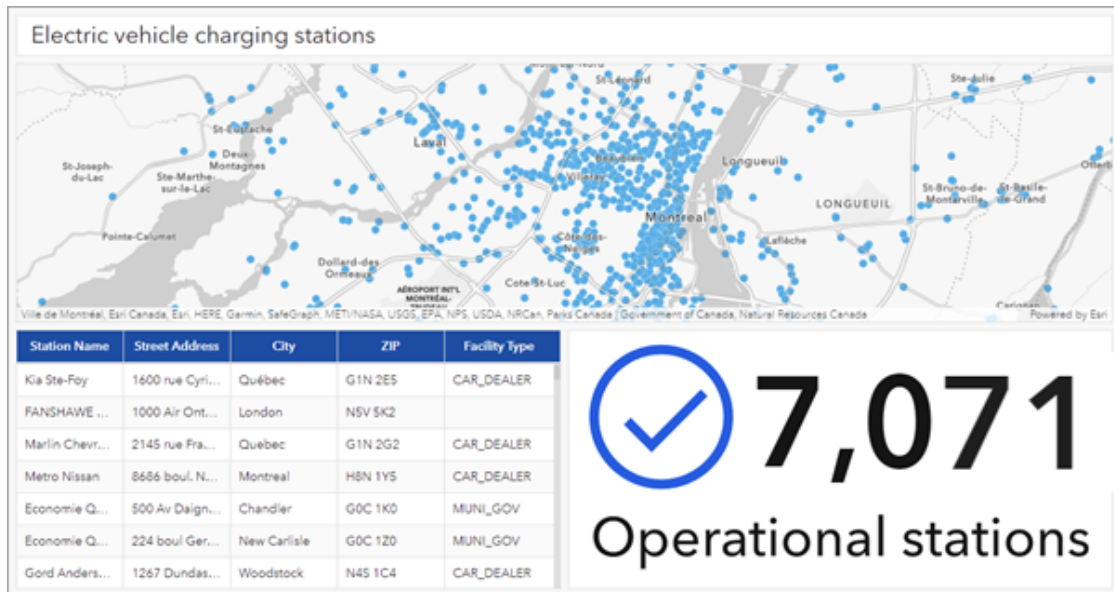 Electric vehicle charging stations
St-Léonard
Ste-Julie
St-Eustache
Laval
Deux-
Montagnes
St-Joseph-
du-Lac
Ste-Marthe-
sur-le-Lac
Beaubien
Villeray
Longueuil
St-Bruno-de-
Montarville
St-Basile-
le-Grand
LONGUEUIL
Montreal
Pointe-Calumet
Côte-des-
Neiges
Laflèche
Dollard-des
Ormeaux
AÉROPORT INT'L
MONTRÉAL-
Cote-St-Luc
Carignan
Ville de Montréal, Esri Canada, Esri, HERE, Garmin, SafeGraph, METI/NASA, USGS, EPA, NPS, USDA, NRCan, Parks Canada | Government of Canada, Natural Resources Canada Powered by Esri
Station Name Street Address City ZIP Facility Type
Kia Ste-Foy 1600 rue Cyri... Québec G1N 2E5 CAR_DEALER
FANSHAWE ... 1000 Air Ont... London N5V 5K2
Marlin Chevr... 2145 rue Fra... Quebec G1N 2G2 CAR_DEALER
Metro Nissan 8686 boul. N... Montreal H8N 1Y5 CAR_DEALER
Economie Q... 500 Av Daign... Chandler G0C 1K0 MUNI_GOV
Economie Q... 224 boul Ger... New Carlisle G0C 1Z0 MUNI_GOV
Gord Anders... 1267 Dundas... Woodstock N4S 1C4 CAR_DEALER
7,071
Operational stations